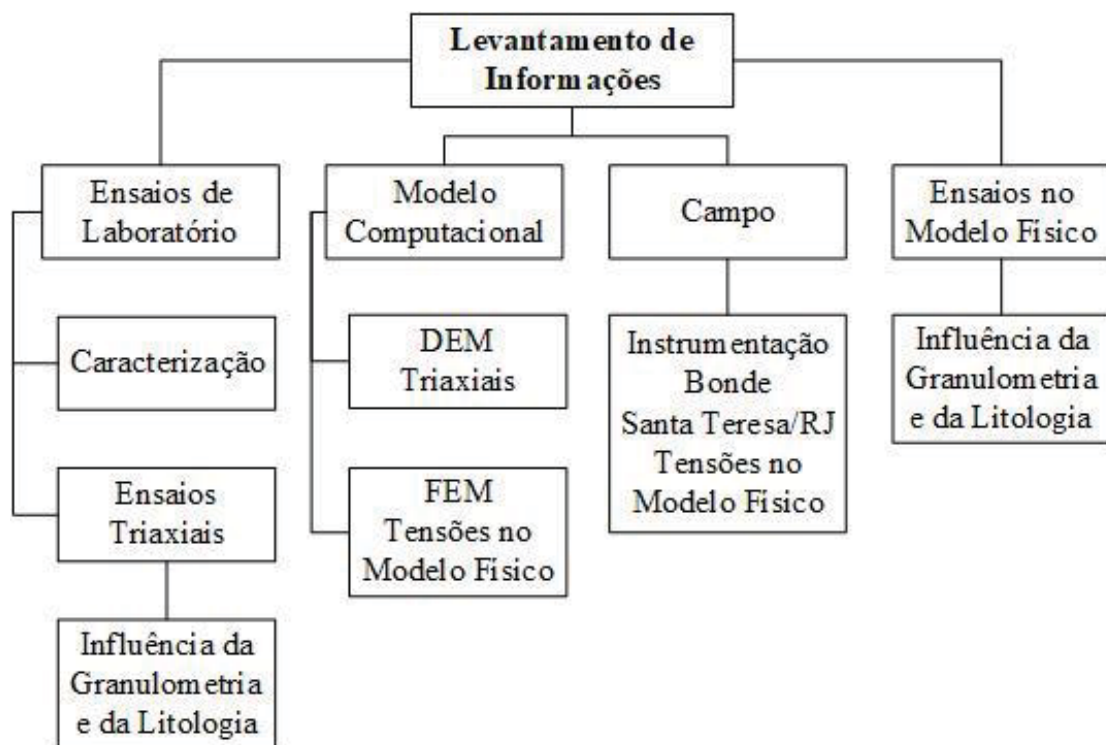 Levantamento de
Informações
Ensaios de
Laboratório
Modelo
Computacional
Campo
Ensaios no
Modelo Físico
Caracterização
DEM
Triaxiais
Instrumentação
Bonde
Santa Teresa/RJ
Tensões no
Modelo Físico
Influência da
Granulometria
e da Litologia
Ensaios
Triaxiais
FEM
Tensões no
Modelo Físico
Influência da
Granulometria
e da Litologia